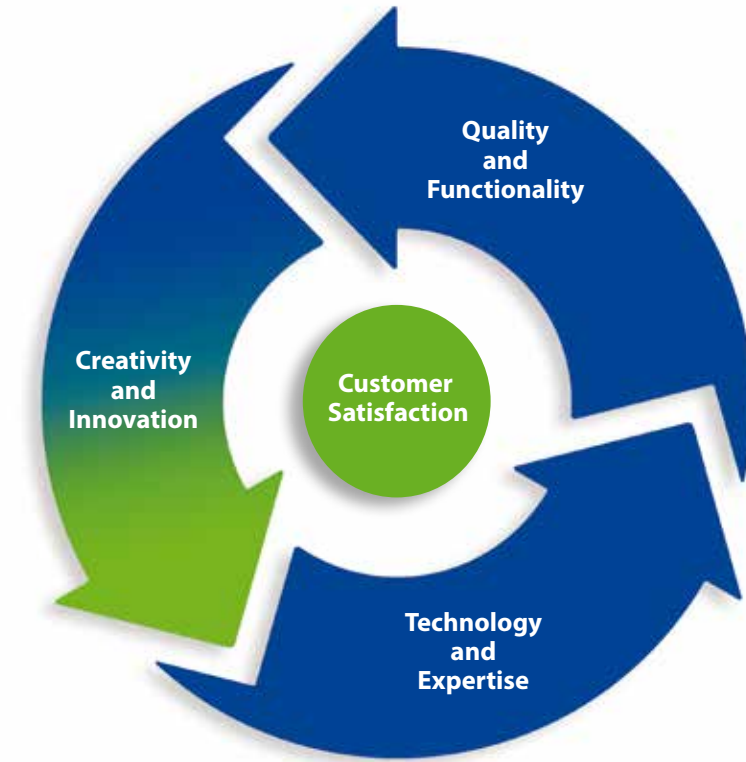 Quality
and
Functionality
Creativity
and
Innovation
Customer
Satisfaction
Technology
and
Expertise